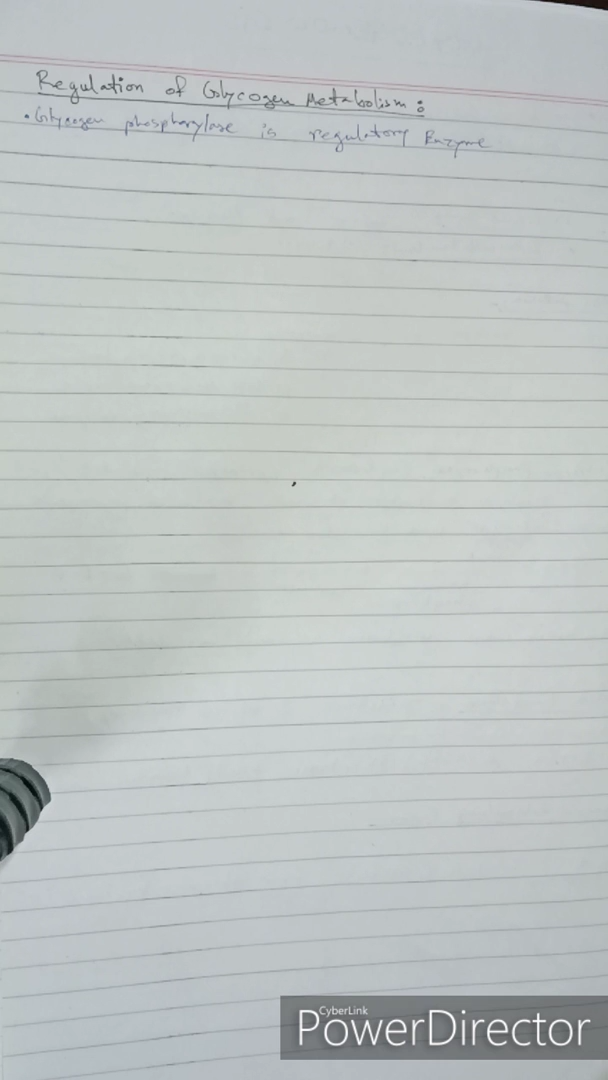 Regulation of Glycogen Metabolism:
• Glycogen phosphorylase is regulatory Enzyme
CyberLink
PowerDirector